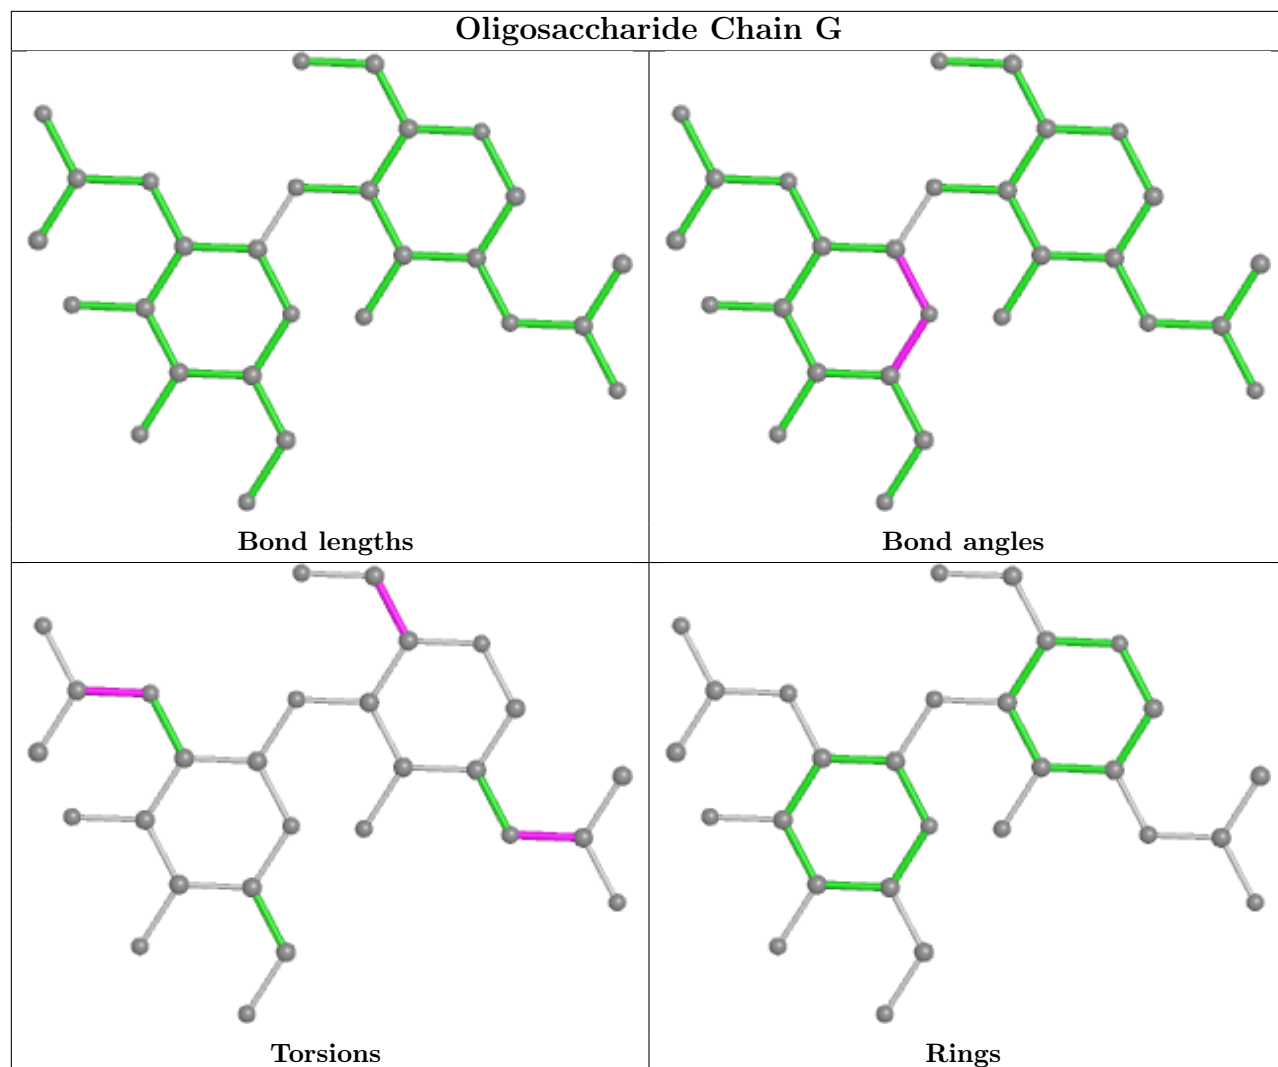 Oligosaccharide Chain G
Bond lengths
Bond angles
Torsions
Rings